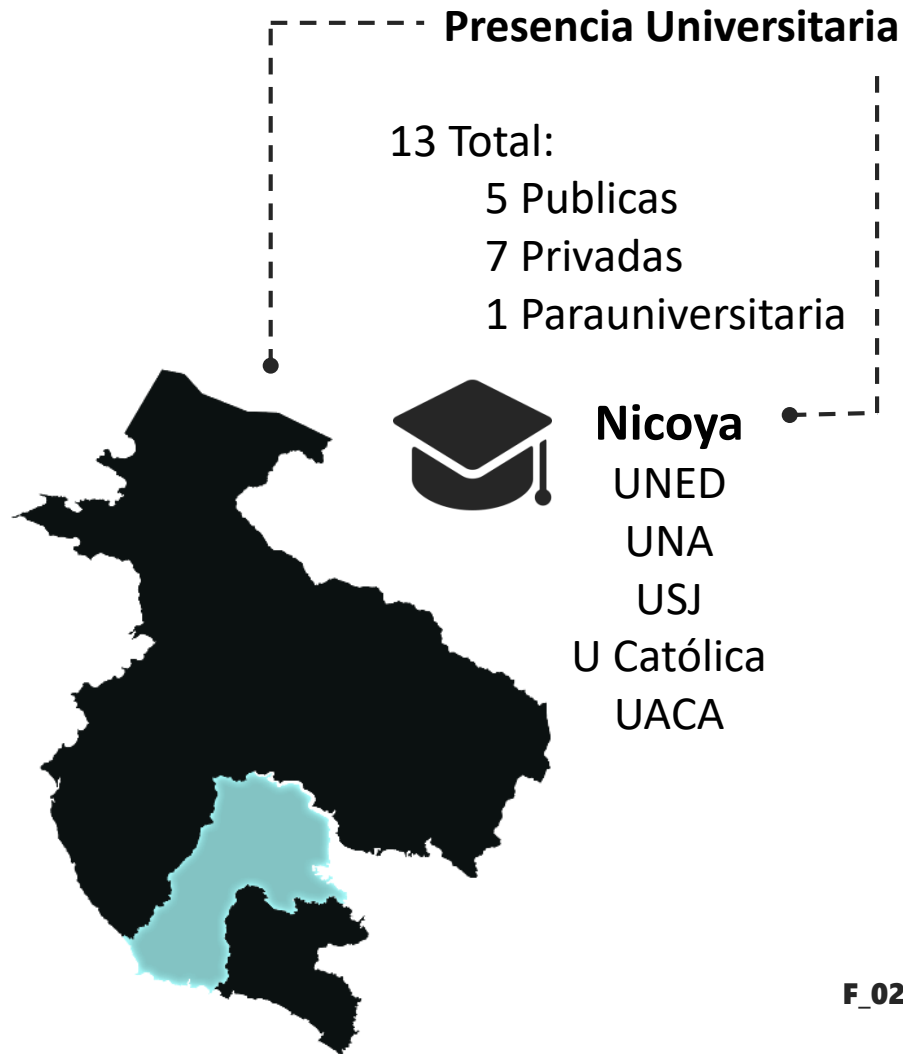 Presencia Universitaria
13 Total:
5 Publicas
7 Privadas
1 Parauniversitaria
Nicoya
UNED
UNA
USJ
U Católica
UACA
F_02